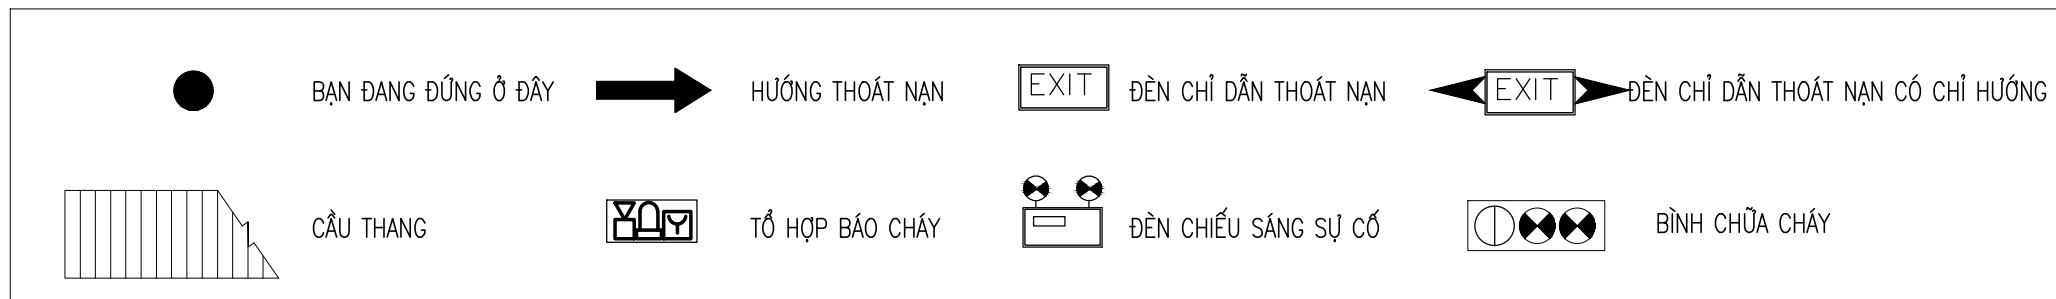 BẠN ĐANG ĐỨNG Ở ĐÂY
HƯỚNG THOÁT NẠN
EXIT
ĐÈN CHỈ DẪN THOÁT NẠN
EXIT
ĐÈN CHỈ DẪN THOÁT NẠN CÓ CHỈ HƯỚNG
CẦU THANG
TỔ HỢP BÁO CHÁY
ĐÈN CHIẾU SÁNG SỰ CỐ
BÌNH CHỮA CHÁY